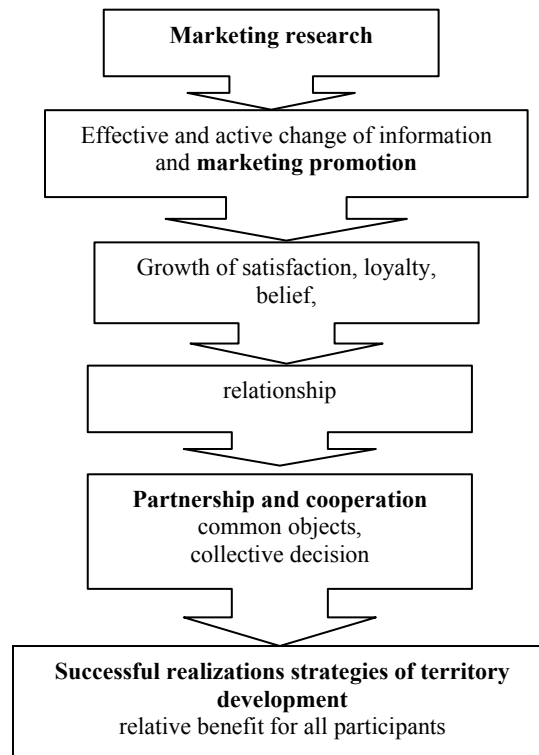 Marketing research
Effective and active change of information
and marketing promotion
Growth of satisfaction, loyalty,
belief,
relationship
Partnership and cooperation
common objects,
collective decision
Successful realizations strategies of territory
development
relative benefit for all participants